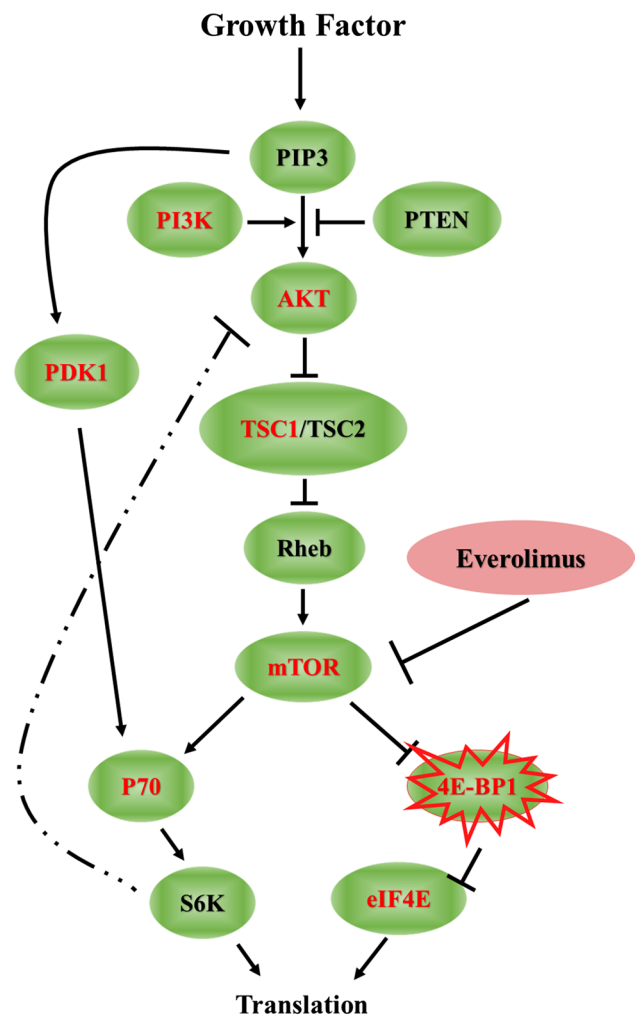 Growth Factor
PIP3
PI3K
PTEN
AKT
PDK1
TSC1/TSC2
Rheb
Everolimus
mTOR
P70
4E-BP1
S6K
eIF4E
Translation